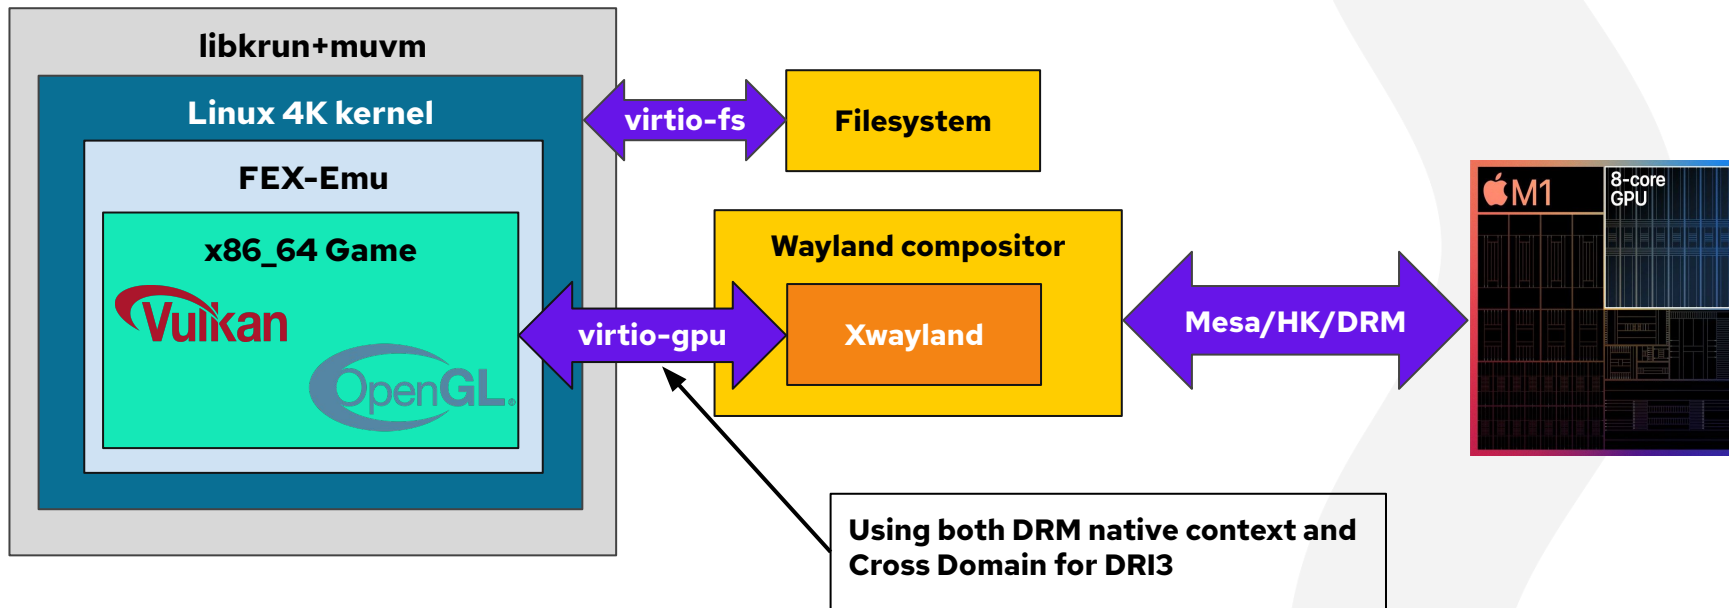 libkrun+muvm
Linux 4K kernel
FEX-Emu
x86_64 Game
Vulkan
OpenGL
virtio-fs
Filesystem
Wayland compositor
virtio-gpu
Xwayland
Mesa/HK/DRM
M1
8-core
GPU
Using both DRM native context and
Cross Domain for DRI3